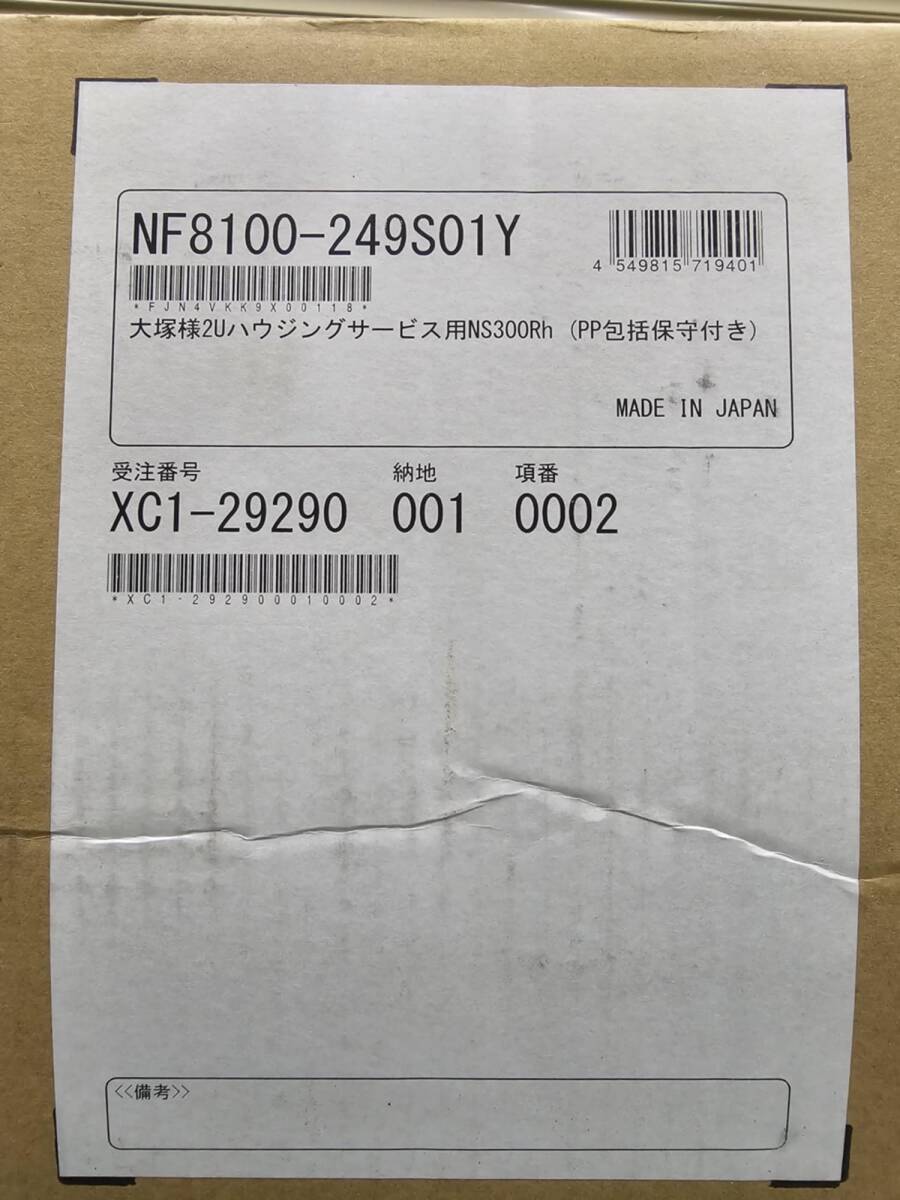 NF8100-249S01Y
4 549815 719401
*FJN4VKK9X00118*
大塚様2Uハウジングサービス用NS300Rh (PP包括保守付き)
MADE IN JAPAN
受注番号 納地 項番
XC1-29290 001 0002
*XC1-292900010002*
<<備考>>